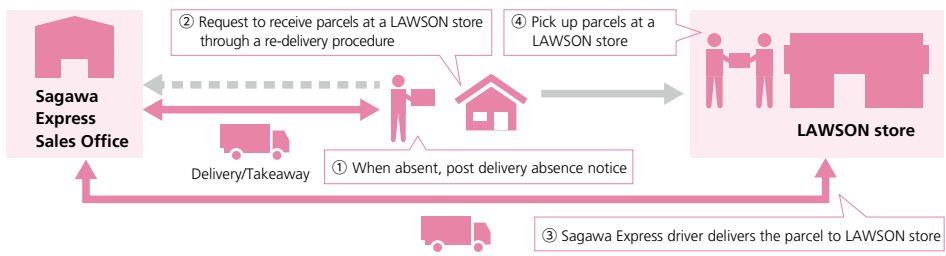 ② Request to receive parcels at a LAWSON store
through a re-delivery procedure
④ Pick up parcels at a
LAWSON store
Sagawa
Express
Sales Office
LAWSON store
① When absent, post delivery absence notice
Delivery/Takeaway
③ Sagawa Express driver delivers the parcel to LAWSON store